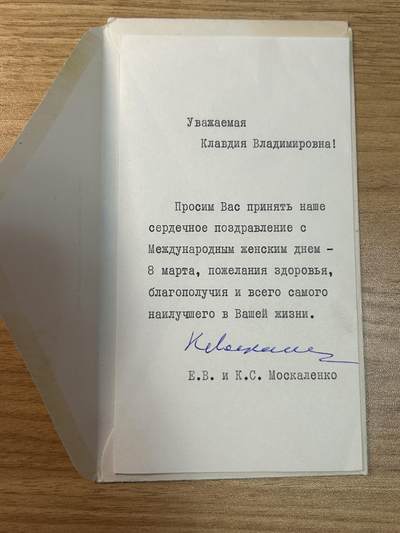 Уважаемая
Клавдия Владимировна!
Просим Вас принять наше
сердечное поздравление с
Международным женским днем -
8 марта, пожелания здоровья,
благополучия и всего самого
наилучшего в Вашей жизни.
Е.В. и К.С. Москаленко